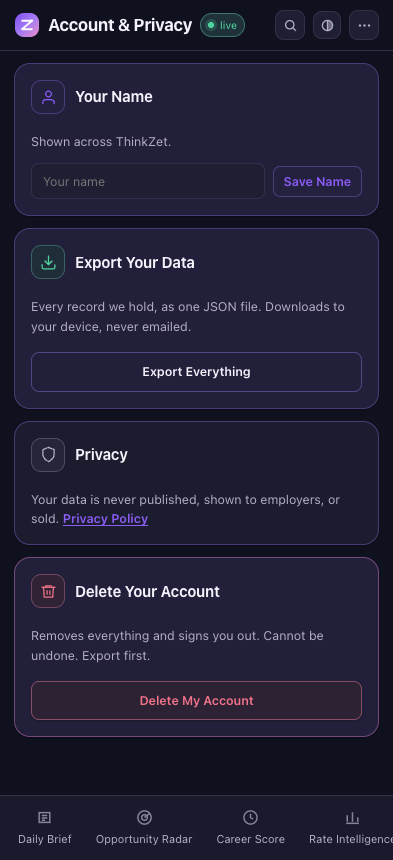 Account & Privacy
live
Your Name
Shown across ThinkZet.
Your name
Save Name
Export Your Data
Every record we hold, as one JSON file. Downloads to
your device, never emailed.
Export Everything
Privacy
Your data is never published, shown to employers, or
sold. Privacy Policy
Delete Your Account
Removes everything and signs you out. Cannot be
undone. Export first.
Delete My Account
Daily Brief
Opportunity Radar
Career Score
Rate Intelligence